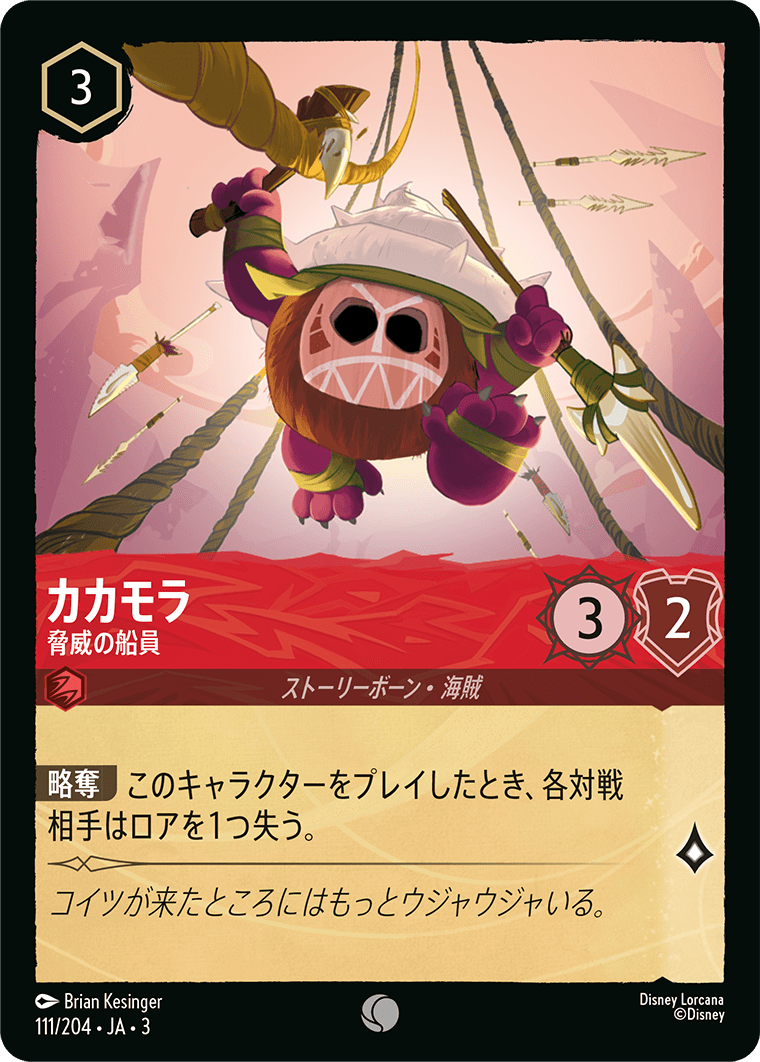 3
カカモラ
脅威の船員
3
2
ストーリーボーン・海賊
略奪 このキャラクターをプレイしたとき、各対戦
相手はロアを1つ失う。
コイツが来たところにはもっとウジャウジャいる。
Brian Kesinger
111/204 • JA • 3
Disney Lorcana
©Disney